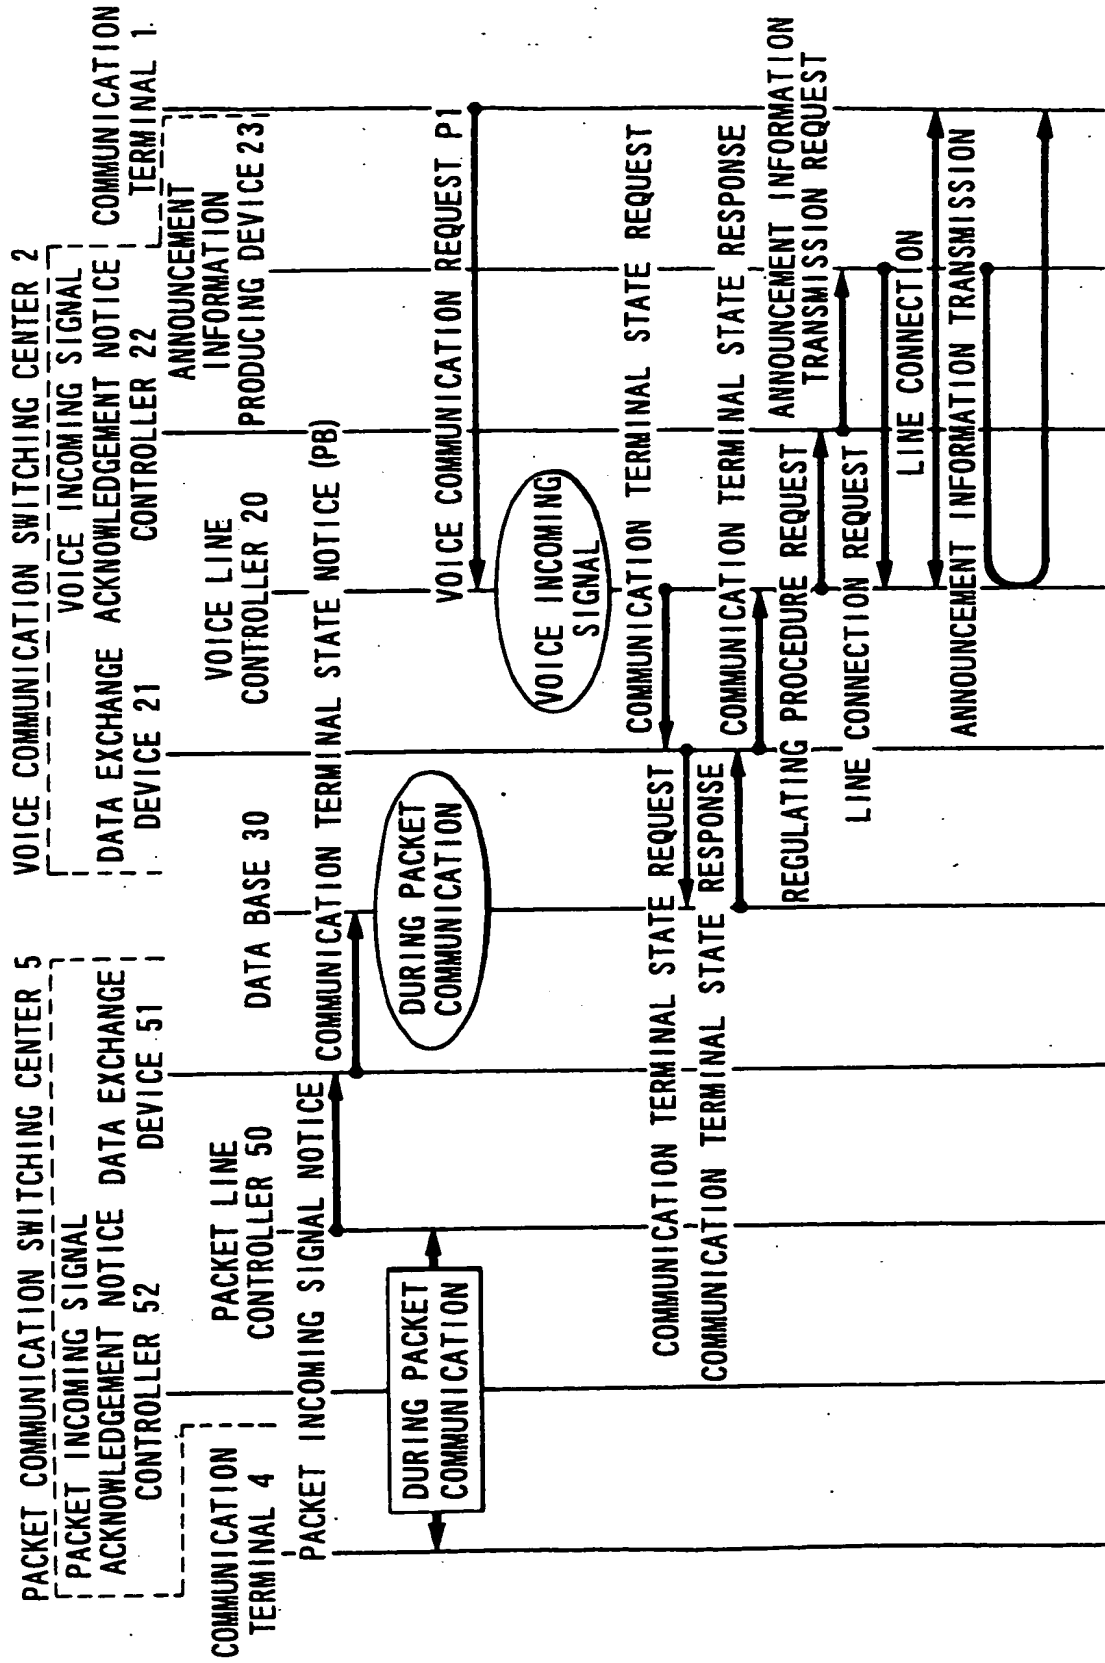 PACKET COMMUNICATION SWITCHING CENTER 5
PACKET INCOMING SIGNAL
ACKNOWLEDGEMENT NOTICE
CONTROLLER 52
DATA EXCHANGE
DEVICE 51
COMMUNICATION
TERMINAL 4
PACKET LINE
CONTROLLER 50
DATA BASE 30
VOICE COMMUNICATION SWITCHING CENTER 2
DATA EXCHANGE
DEVICE 21
VOICE INCOMING SIGNAL
ACKNOWLEDGEMENT NOTICE
CONTROLLER 22
VOICE LINE
CONTROLLER 20
ANNOUNCEMENT
INFORMATION
PRODUCING DEVICE 23
COMMUNICATION
TERMINAL 1
PACKET INCOMING SIGNAL NOTICE
COMMUNICATION TERMINAL STATE NOTICE (PB)
DURING PACKET
COMMUNICATION
DURING PACKET
COMMUNICATION
VOICE COMMUNICATION REQUEST P1
VOICE INCOMING
SIGNAL
COMMUNICATION TERMINAL STATE REQUEST
COMMUNICATION TERMINAL STATE REQUEST
COMMUNICATION TERMINAL STATE RESPONSE
COMMUNICATION TERMINAL STATE RESPONSE
REGULATING PROCEDURE REQUEST
ANNOUNCEMENT INFORMATION
TRANSMISSION REQUEST
LINE CONNECTION REQUEST
LINE CONNECTION
ANNOUNCEMENT INFORMATION TRANSMISSION